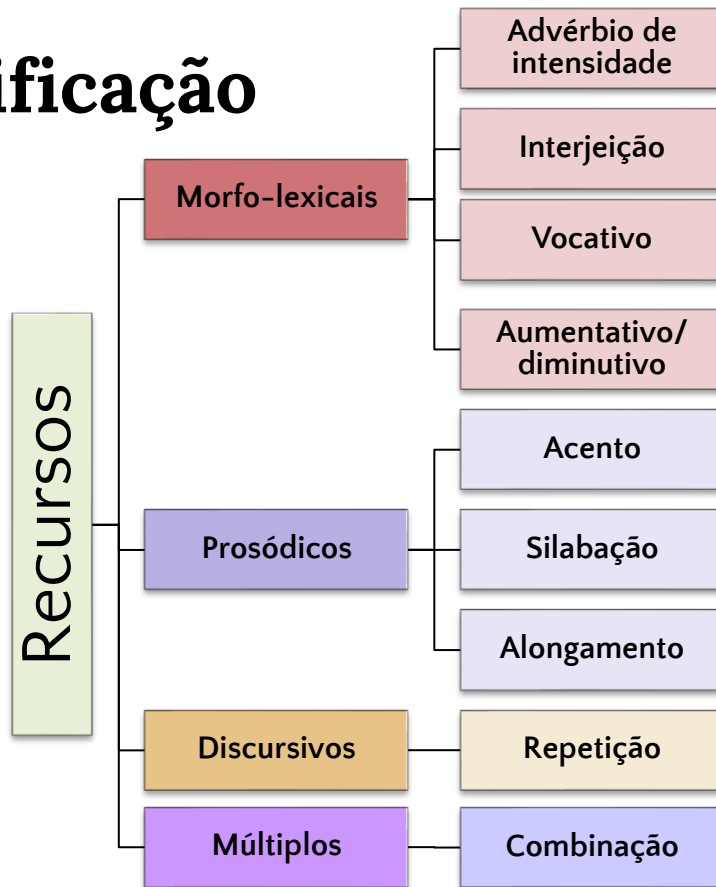 ificação
Recursos
Morfo-lexicais
Advérbio de
intensidade
Interjeição
Vocativo
Aumentativo/
diminutivo
Prosódicos
Acento
Silabação
Alongamento
Discursivos
Repetição
Múltiplos
Combinação